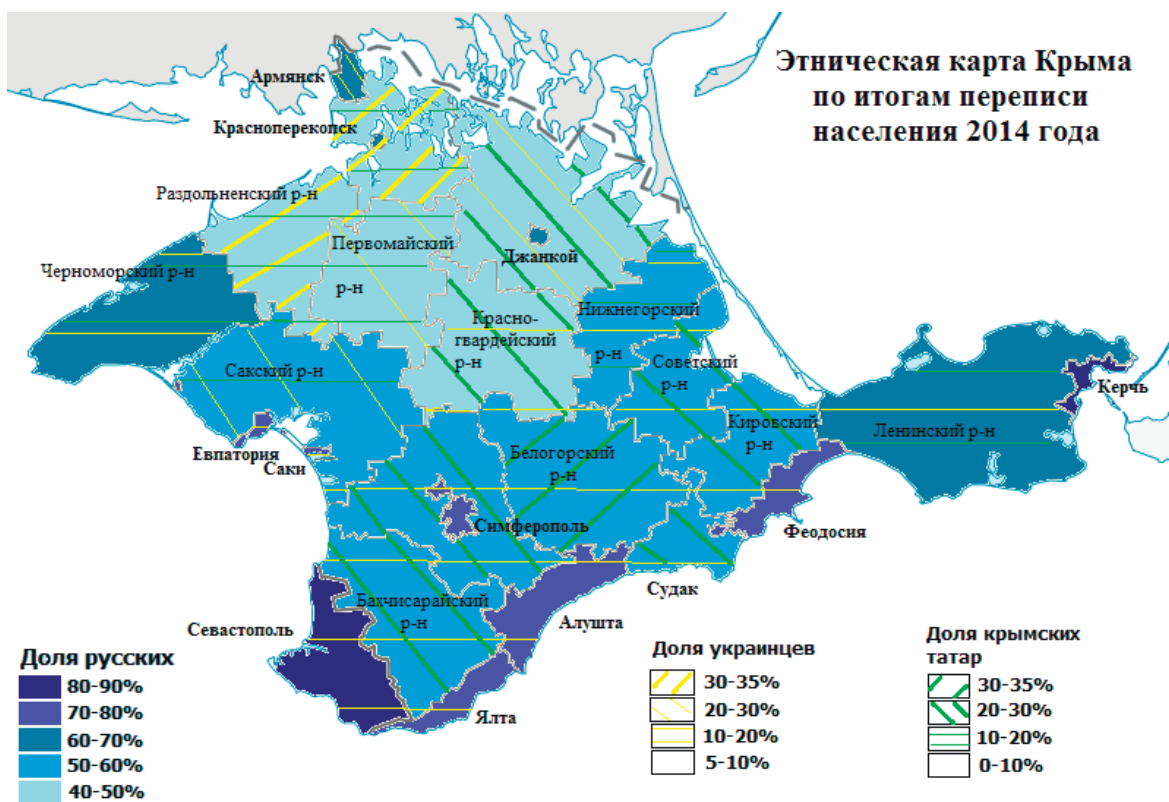 Этническая карта Крыма
по итогам переписи
населения 2014 года
Армянск
Красноперекопск
Раздольненский р-н
Первомайский
р-н
Джанкой
Черноморский р-н
Нижнегорский
р-н
Красно-
гвардейский
р-н
Советский
р-н
Сакский р-н
Керчь
Кировский
р-н
Ленинский р-н
Белогорский
р-н
Евпатория
Саки
Симферополь
Феодосия
Судак
Бахчисарайский
р-н
Алушта
Севастополь
Ялта
Доля русских
80-90%
70-80%
60-70%
50-60%
40-50%
Доля украинцев
30-35%
20-30%
10-20%
5-10%
Доля крымских
татар
30-35%
20-30%
10-20%
0-10%